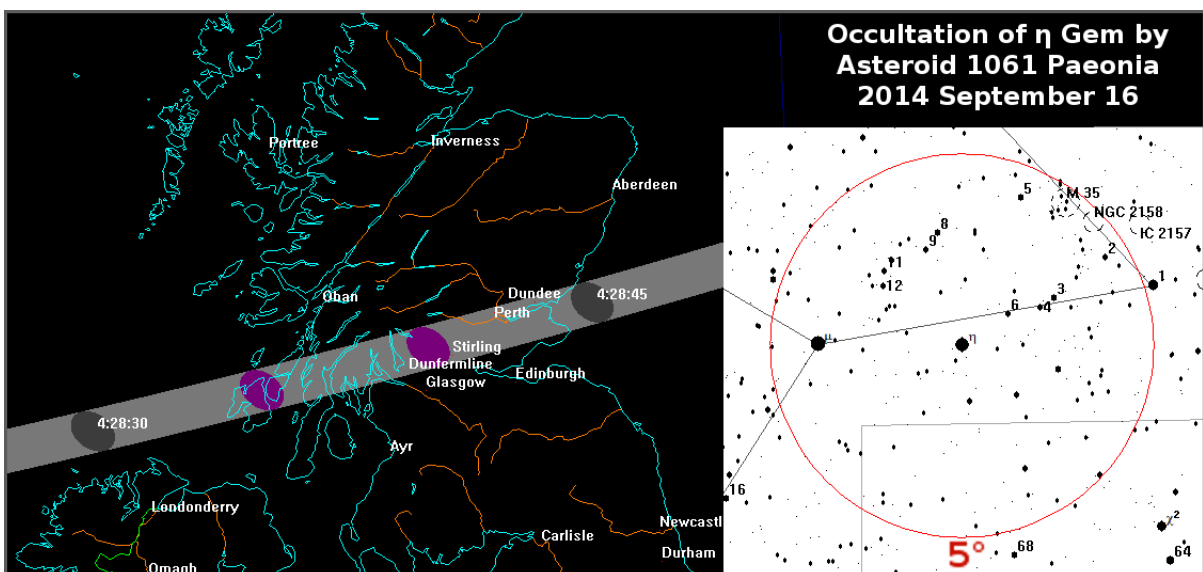 Occultation of η Gem by
Asteroid 1061 Paeonia
2014 September 16
Portree
Inverness
Aberdeen
Oban
Dundee
4:28:45
Perth
Stirling
Dunfermline
Glasgow
Edinburgh
4:28:30
Ayr
Londonderry
Carlisle
Newcastl
Durham
Omagh
5
M 35
NGC 2158
IC 2157
8
9
2
11
12
1
3
6
4
μ
η
16
χ²
5°
68
64